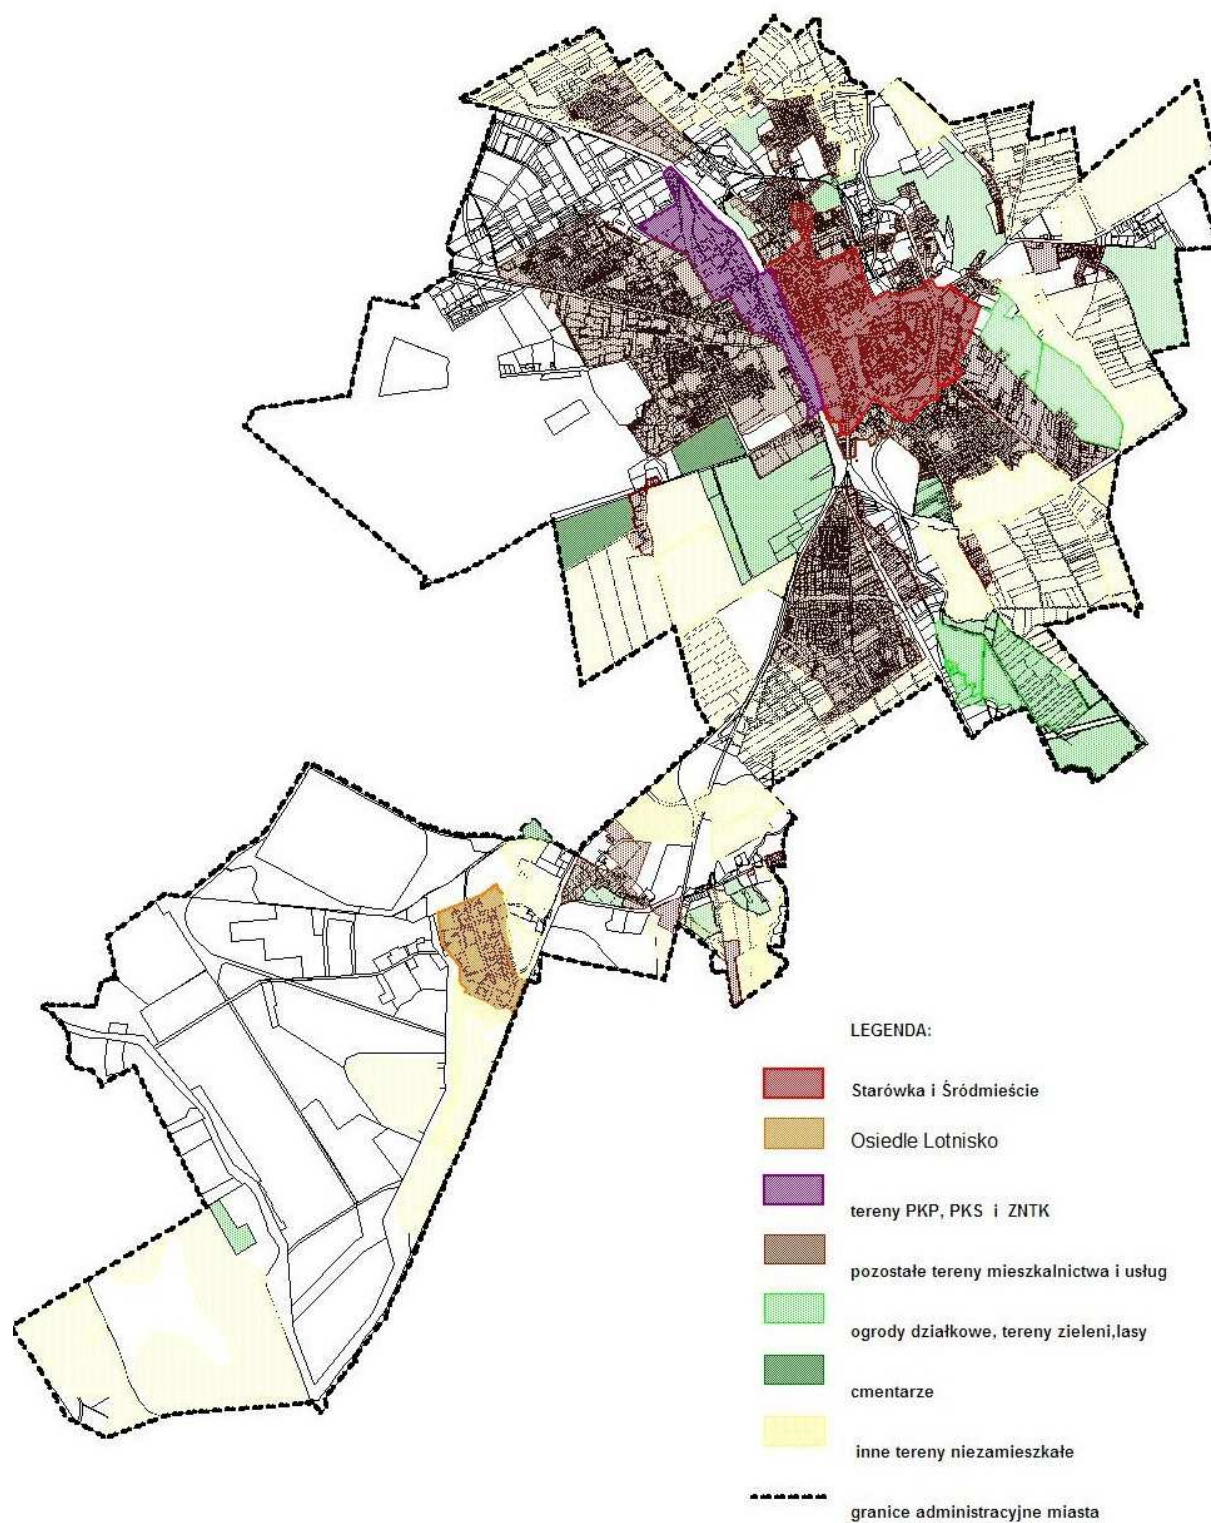 LEGENDA:
Starówka i Śródmieście
Osiedle Lotnisko
tereny PKP, PKS i ZNTK
pozostałe tereny mieszkalnictwa i usług
ogrody działkowe, tereny zieleni,lasy
cmentarze
inne tereny niezamieszkałe
granice administracyjne miasta